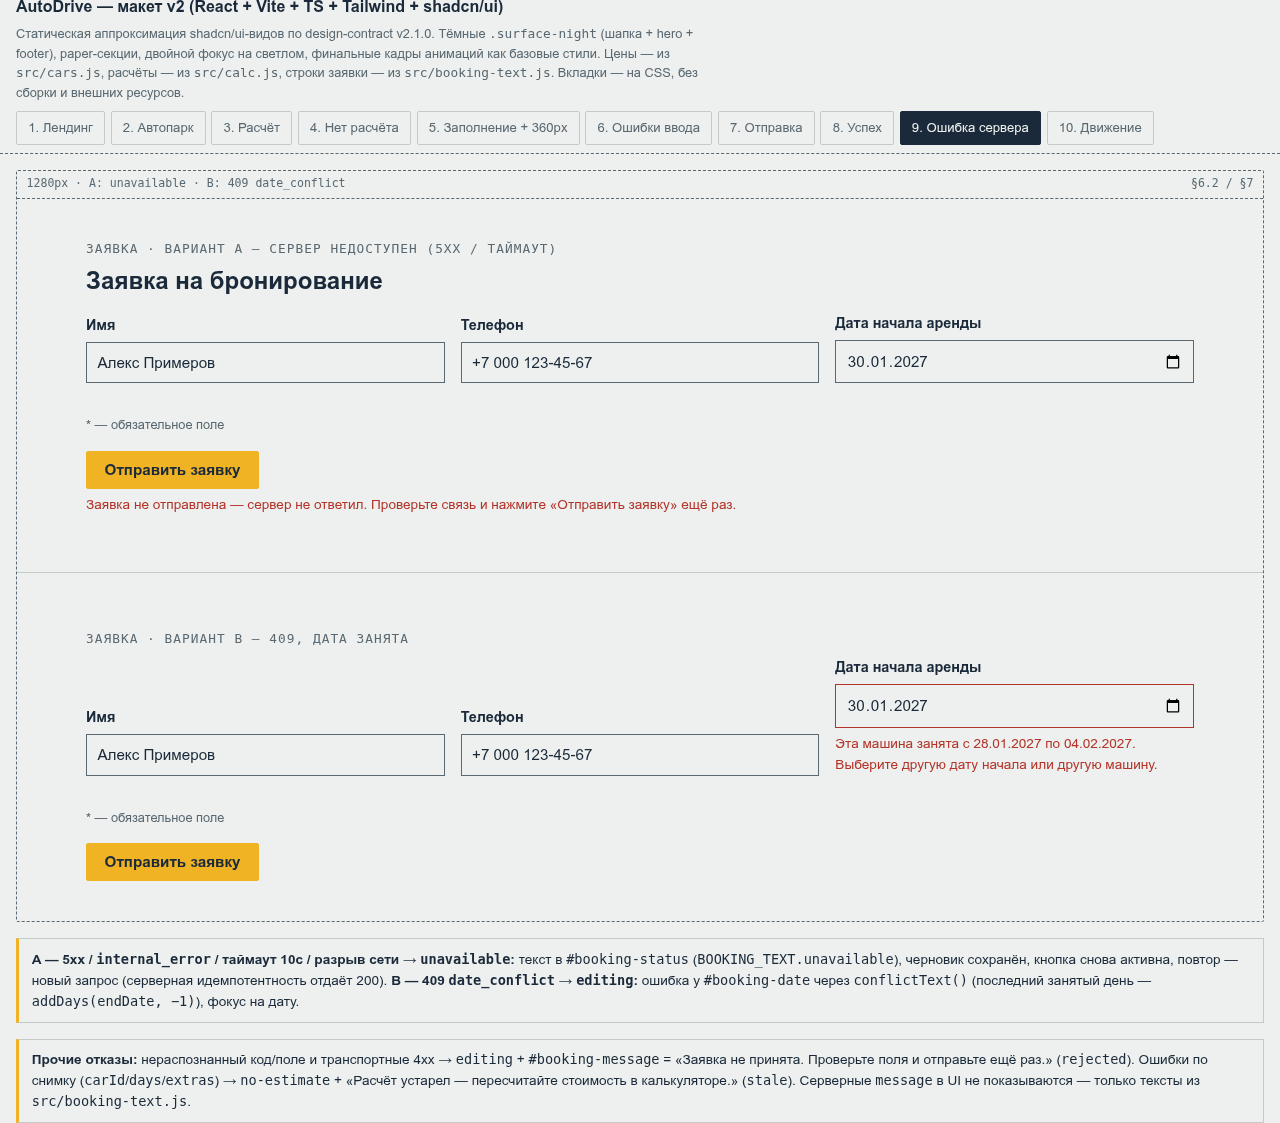 AutoDrive — макет v2 (React + Vite + TS + Tailwind + shadcn/ui)
Статическая аппроксимация shadcn/ui-видов по design-contract v2.1.0. Тёмные .surface-night (шапка + hero +
footer), paper-секции, двойной фокус на светлом, финальные кадры анимаций как базовые стили. Цены — из
src/cars.js, расчёты — из src/calc.js, строки заявки — из src/booking-text.js. Вкладки — на CSS, без
сборки и внешних ресурсов.
1. Лендинг 2. Автопарк 3. Расчёт 4. Нет расчёта 5. Заполнение + 360px 6. Ошибки ввода 7. Отправка 8. Успех 9. Ошибка сервера 10. Движение
1280px · A: unavailable · B: 409 date_conflict §6.2 / §7
ЗАЯВКА · ВАРИАНТ A — СЕРВЕР НЕДОСТУПЕН (5XX / ТАЙМАУТ)
Заявка на бронирование
Имя Телефон Дата начала аренды
Алекс Примеров +7 000 123-45-67 30.01.2027
* — обязательное поле
Отправить заявку
Заявка не отправлена — сервер не ответил. Проверьте связь и нажмите «Отправить заявку» ещё раз.
ЗАЯВКА · ВАРИАНТ B — 409, ДАТА ЗАНЯТА
Дата начала аренды
30.01.2027
Имя Телефон
Эта машина занята с 28.01.2027 по 04.02.2027.
Алекс Примеров +7 000 123-45-67
Выберите другую дату начала или другую машину.
* — обязательное поле
Отправить заявку
A — 5xx / internal_error / таймаут 10с / разрыв сети → unavailable: текст в #booking-status (BOOKING_TEXT.unavailable), черновик сохранён, кнопка снова активна, повтор —
новый запрос (серверная идемпотентность отдаёт 200). B — 409 date_conflict → editing: ошибка у #booking-date через conflictText() (последний занятый день —
addDays(endDate, −1)), фокус на дату.
Прочие отказы: нераспознанный код/поле и транспортные 4xx → editing + #booking-message = «Заявка не принята. Проверьте поля и отправьте ещё раз.» (rejected). Ошибки по
снимку (carId/days/extras) → no-estimate + «Расчёт устарел — пересчитайте стоимость в калькуляторе.» (stale). Серверные message в UI не показываются — только тексты из
src/booking-text.js.